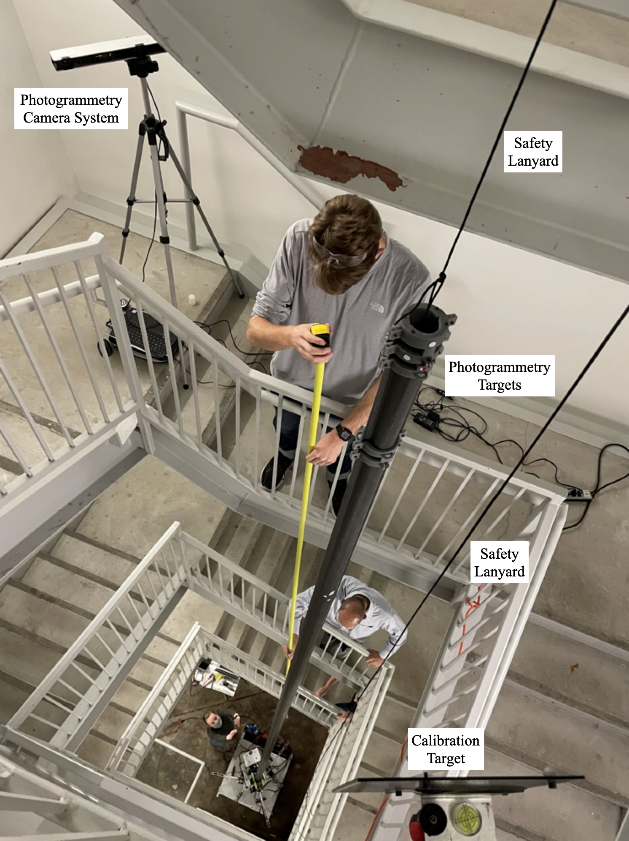 Photogrammetry
Camera System
Safety
Lanyard
Photogrammetry
Targets
Safety
Lanyard
Calibration
Target